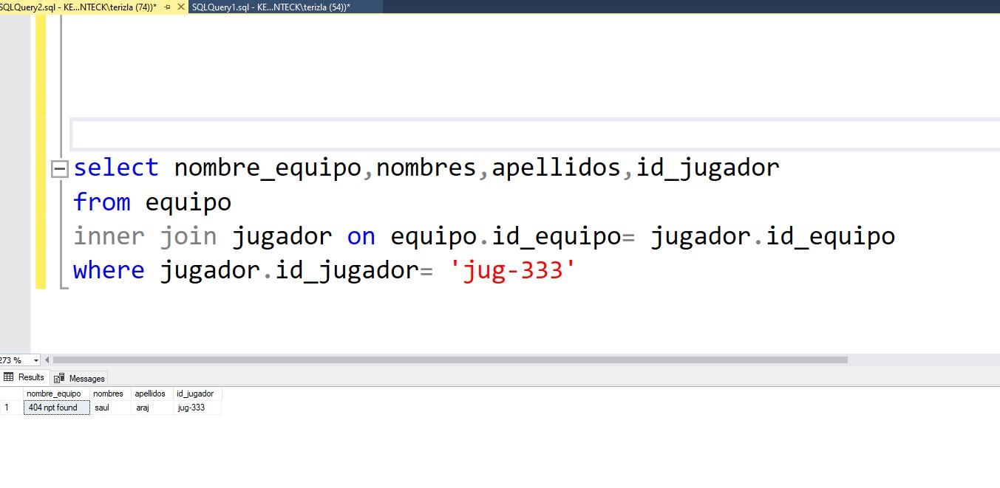 SQLQuery2.sql - KE...NTECK\terizla (74))* SQLQuery1.sql - KE...NTECK\terizla (54))*
select nombre_equipo,nombres,apellidos,id_jugador
from equipo
inner join jugador on equipo.id_equipo= jugador.id_equipo
where jugador.id_jugador= 'jug-333'
273 %
Results Messages
nombre_equipo nombres apellidos id_jugador
1 404 npt found saul araj jug-333